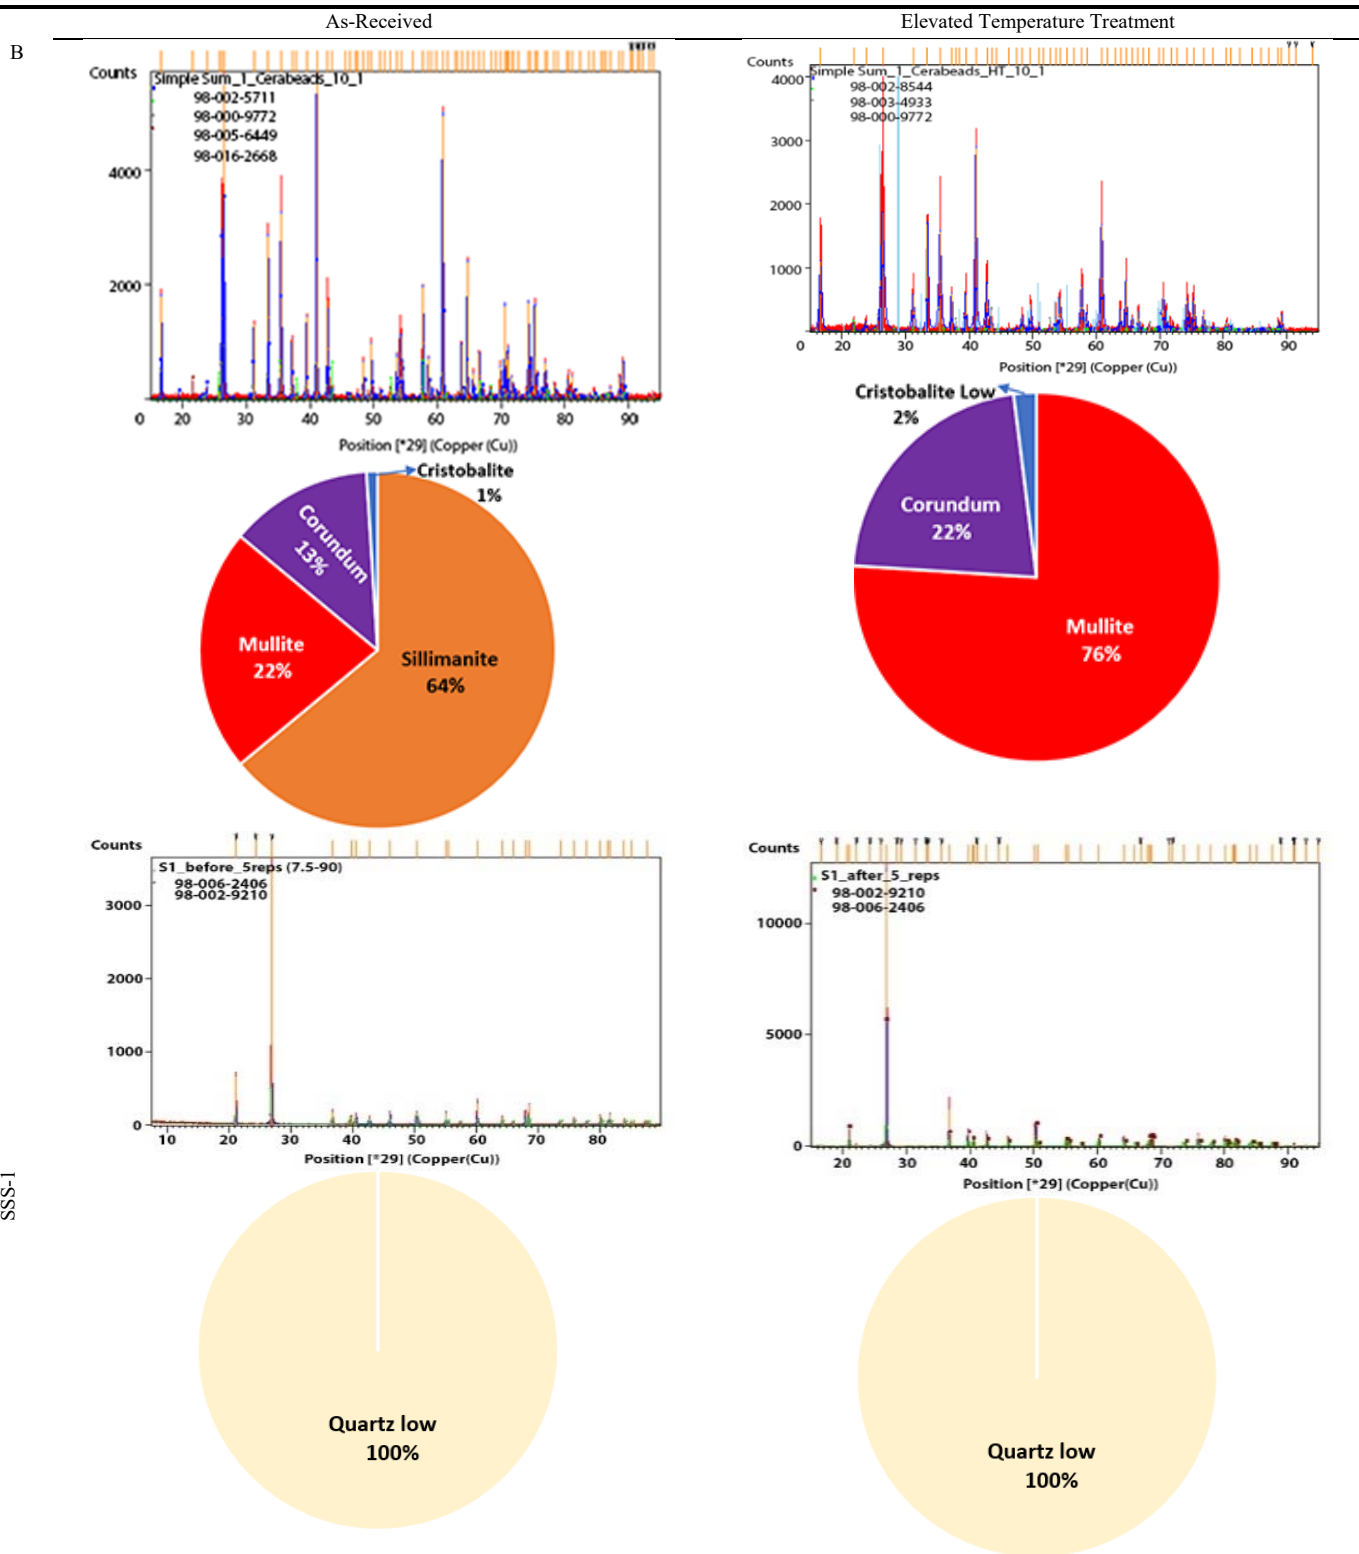 As-Received
Elevated Temperature Treatment
B
Counts
Simple Sum_1_Cerabeads_10_1
98-002-5711
98-000-9772
98-005-6449
98-016-2668
4000
2000
0 20 30 40 50 60 70 80 90
Position [*29] (Copper (Cu))
Counts
Simple Sum_1_Cerabeads_HT_10_1
98-002-8544
98-003-4933
98-000-9772
4000
3000
2000
1000
0 20 30 40 50 60 70 80 90
Position [*29] (Copper (Cu))
Cristobalite
1%
Corundum
13%
Mullite
22%
Sillimanite
64%
Cristobalite Low
2%
Corundum
22%
Mullite
76%
SSS-1
Counts
S1_before_5reps (7.5-90)
98-006-2406
98-002-9210
3000
2000
1000
0
10 20 30 40 50 60 70 80
Position [*29] (Copper(Cu))
Counts
S1_after_5_reps
98-002-9210
98-006-2406
10000
5000
0
20 30 40 50 60 70 80 90
Position [*29] (Copper(Cu))
Quartz low
100%
Quartz low
100%